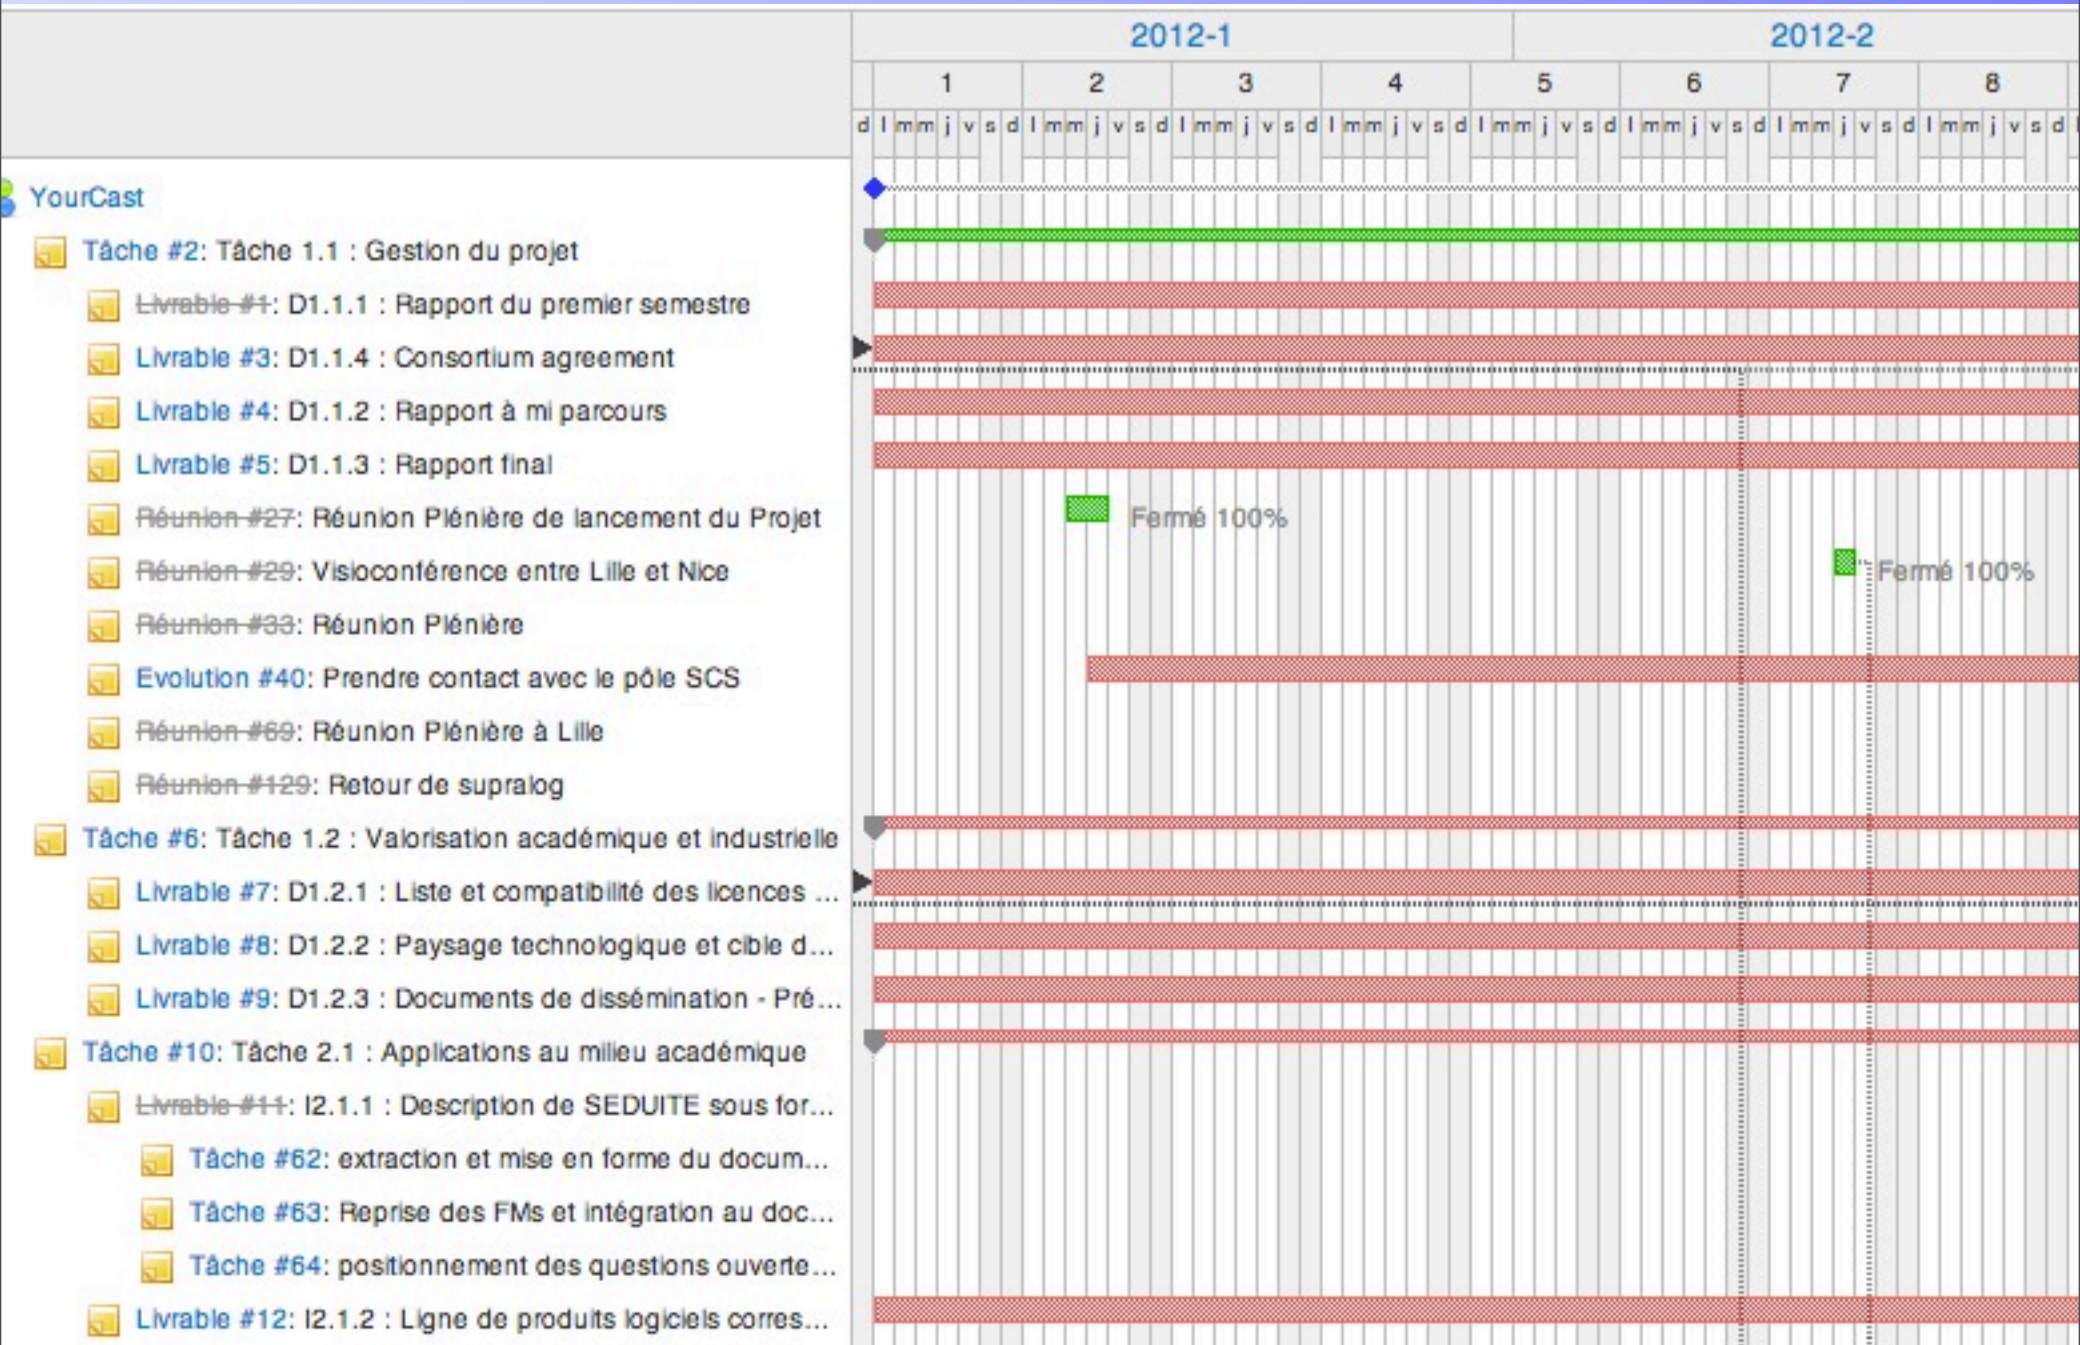 2012-1 2012-2
1 2 3 4 5 6 7 8
d l m m j v s d l m m j v s d l m m j v s d l m m j v s d l m m j v s d l m m j v s d l m m j v s d l m m j v s d
YourCast
Tâche #2: Tâche 1.1 : Gestion du projet
Livrable #1: D1.1.1 : Rapport du premier semestre
Livrable #3: D1.1.4 : Consortium agreement
Livrable #4: D1.1.2 : Rapport à mi parcours
Livrable #5: D1.1.3 : Rapport final
Réunion #27: Réunion Plénière de lancement du Projet Fermé 100%
Réunion #29: Visioconférence entre Lille et Nice Fermé 100%
Réunion #33: Réunion Plénière
Evolution #40: Prendre contact avec le pôle SCS
Réunion #69: Réunion Plénière à Lille
Réunion #129: Retour de supralog
Tâche #6: Tâche 1.2 : Valorisation académique et industrielle
Livrable #7: D1.2.1 : Liste et compatibilité des licences ...
Livrable #8: D1.2.2 : Paysage technologique et cible d...
Livrable #9: D1.2.3 : Documents de dissémination - Pré...
Tâche #10: Tâche 2.1 : Applications au milieu académique
Livrable #11: I2.1.1 : Description de SEDUITE sous for...
Tâche #62: extraction et mise en forme du docum...
Tâche #63: Reprise des FMs et intégration au doc...
Tâche #64: positionnement des questions ouverte...
Livrable #12: I2.1.2 : Ligne de produits logiciels corres...